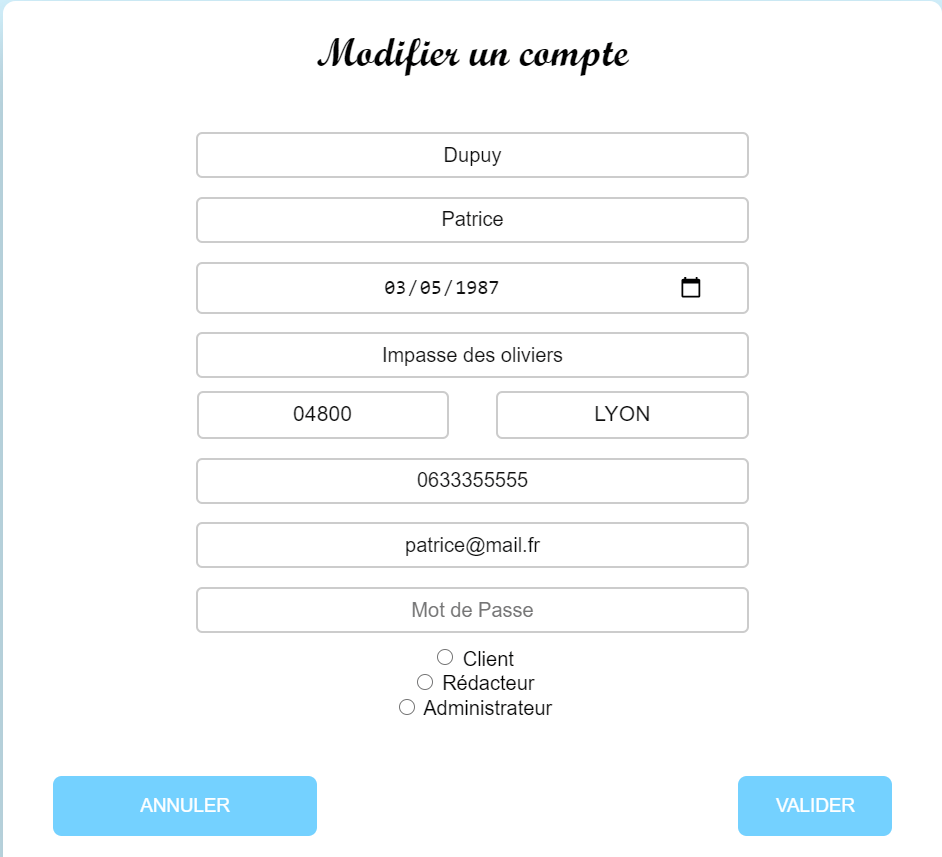 Modifier un compte
Dupuy
Patrice
03/05/1987
Impasse des oliviers
04800 LYON
0633355555
patrice@mail.fr
Mot de Passe
Client
Rédacteur
Administrateur
ANNULER VALIDER